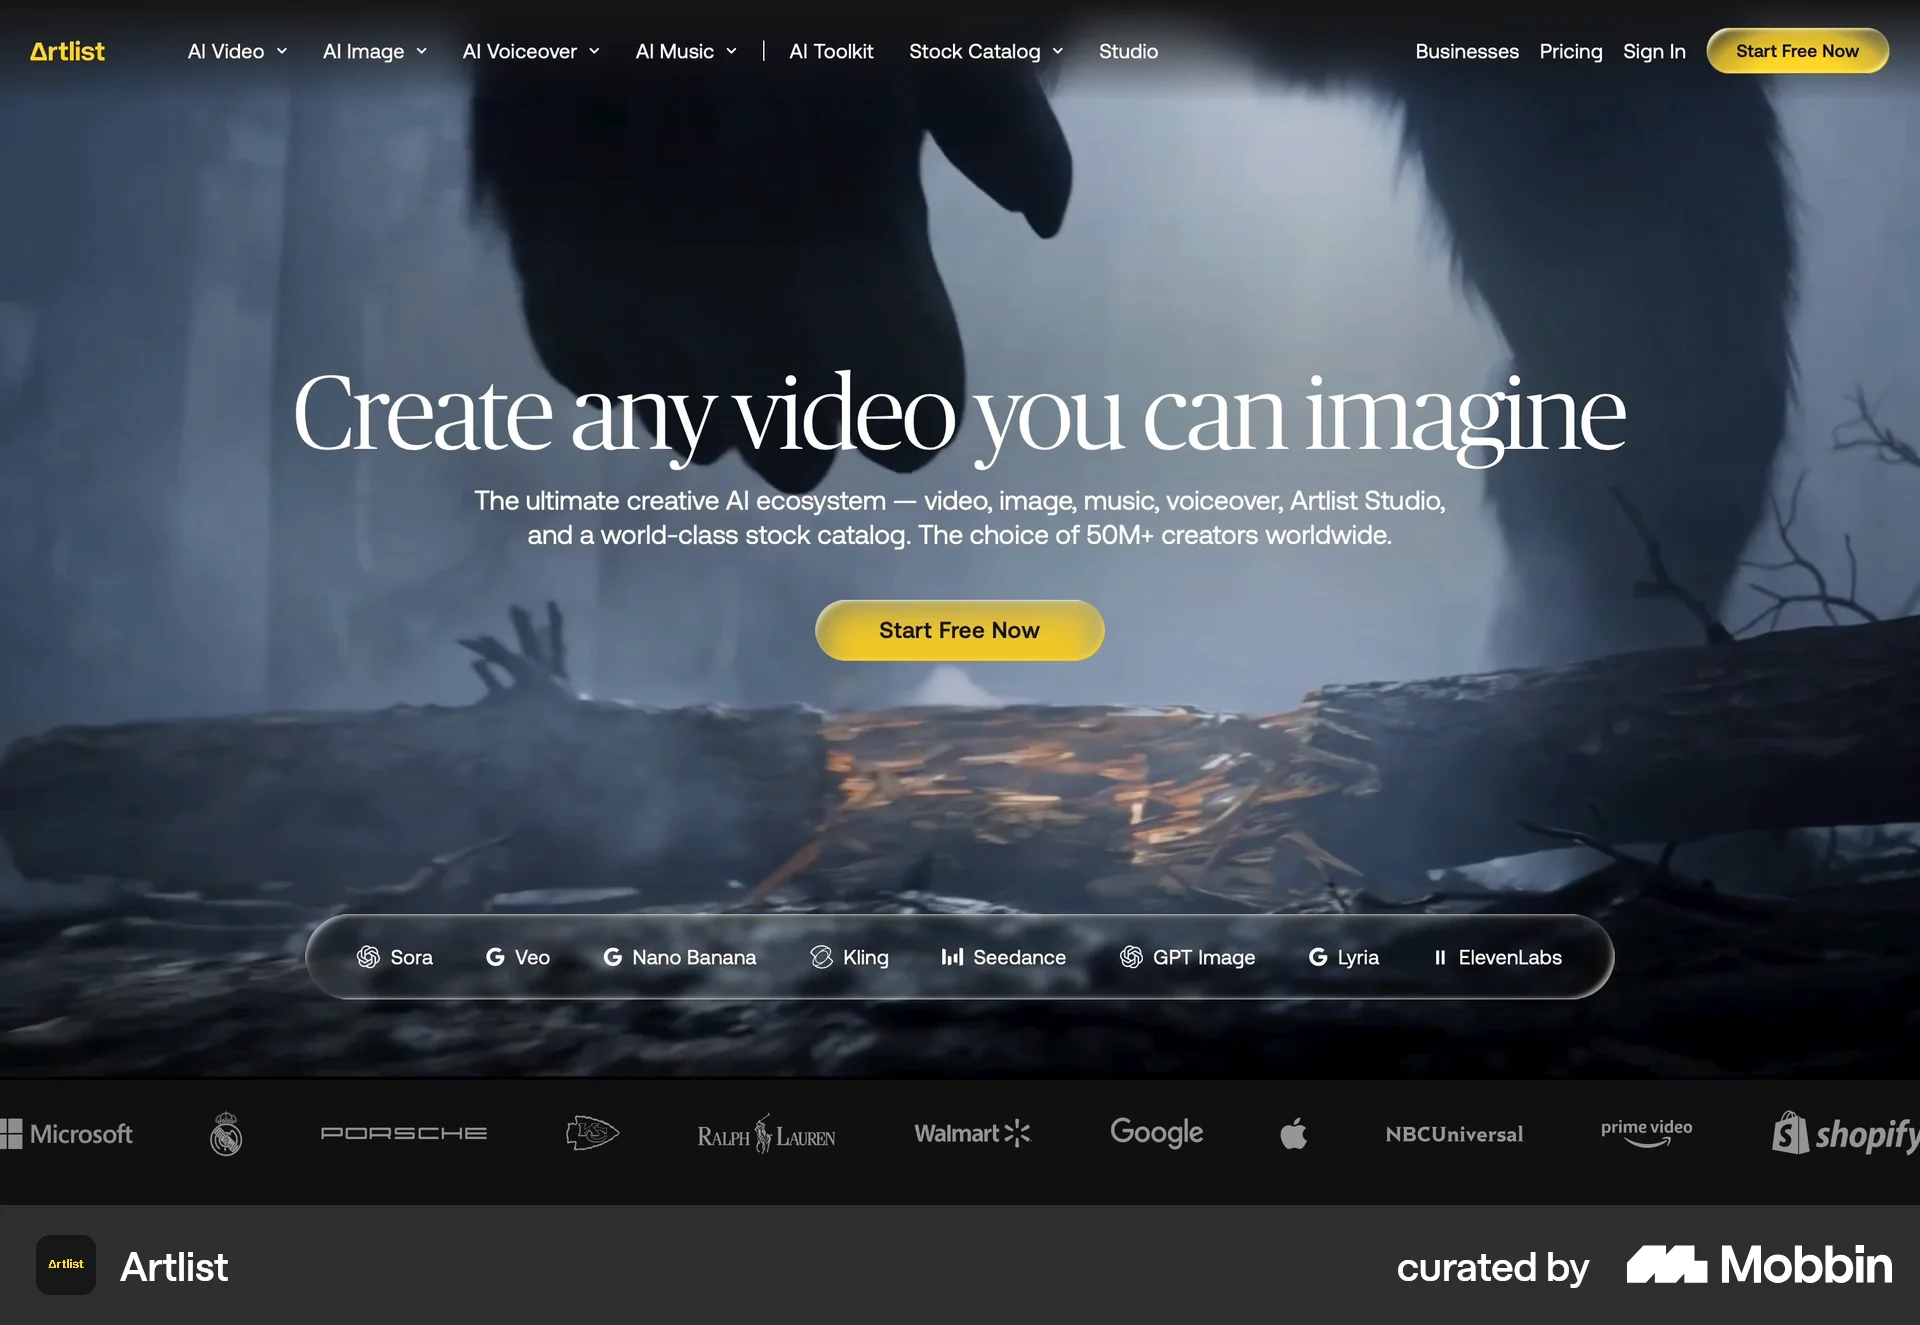 Artlist
AI Video
AI Image
AI Voiceover
AI Music
AI Toolkit
Stock Catalog
Studio
Businesses
Pricing
Sign In
Start Free Now
Create any video you can imagine
The ultimate creative AI ecosystem — video, image, music, voiceover, Artlist Studio,
and a world-class stock catalog. The choice of 50M+ creators worldwide.
Start Free Now
Sora
Veo
Nano Banana
Kling
Seedance
GPT Image
Lyria
ElevenLabs
Microsoft
PORSCHE
KC
RALPH LAUREN
Walmart
Google
NBCUniversal
prime video
shopify
Artlist
Artlist
curated by
Mobbin